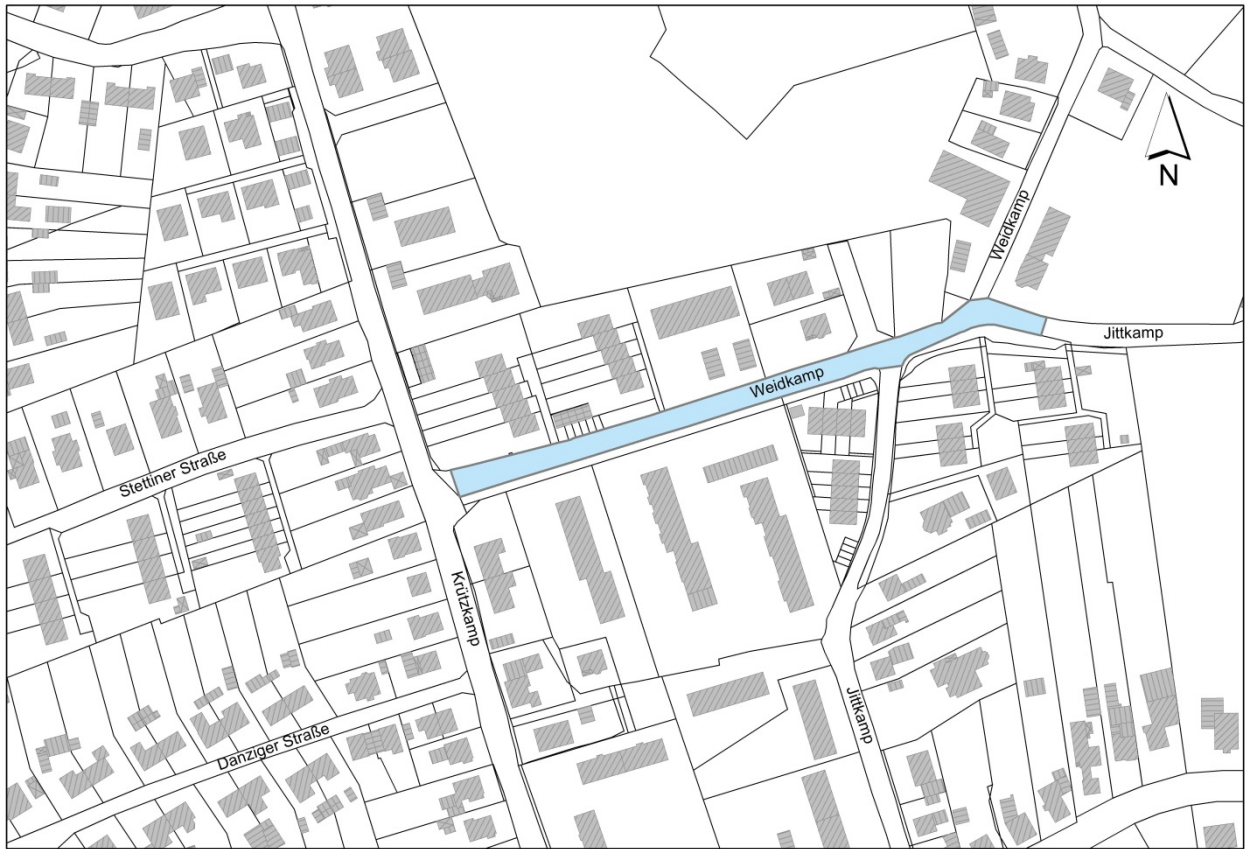 N
Weidkamp
Jittkamp
Weidkamp
Stettiner Straße
Krützkamp
Jittkamp
Danziger Straße